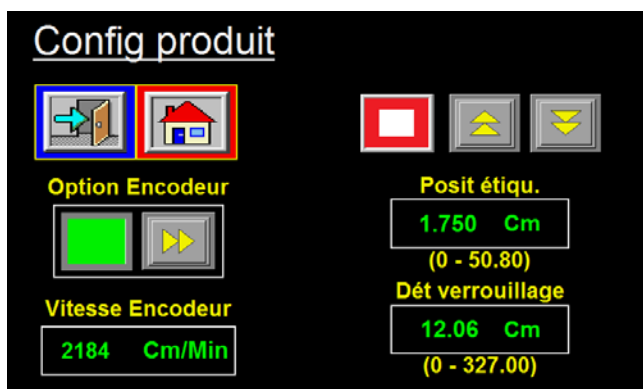 Config produit
Option Encodeur
Vitesse Encodeur
2184 Cm/Min
Posit étiqu.
1.750 Cm
(0 - 50.80)
Dét verrouillage
12.06 Cm
(0 - 327.00)